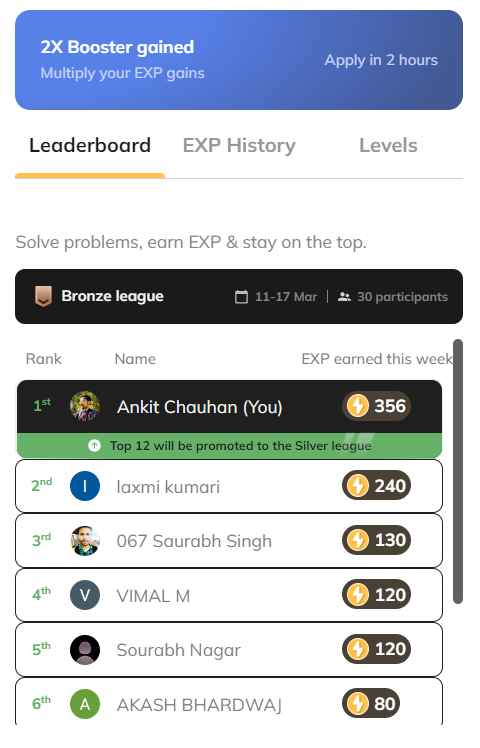 2X Booster gained
Multiply your EXP gains
Apply in 2 hours
Leaderboard EXP History Levels
Solve problems, earn EXP & stay on the top.
Bronze league 11-17 Mar | 30 participants
Rank Name EXP earned this week
1st Ankit Chauhan (You) 356
Top 12 will be promoted to the Silver league
2nd l laxmi kumari 240
3rd 067 Saurabh Singh 130
4th V VIMAL M 120
5th Sourabh Nagar 120
6th A AKASH BHARDWAJ 80